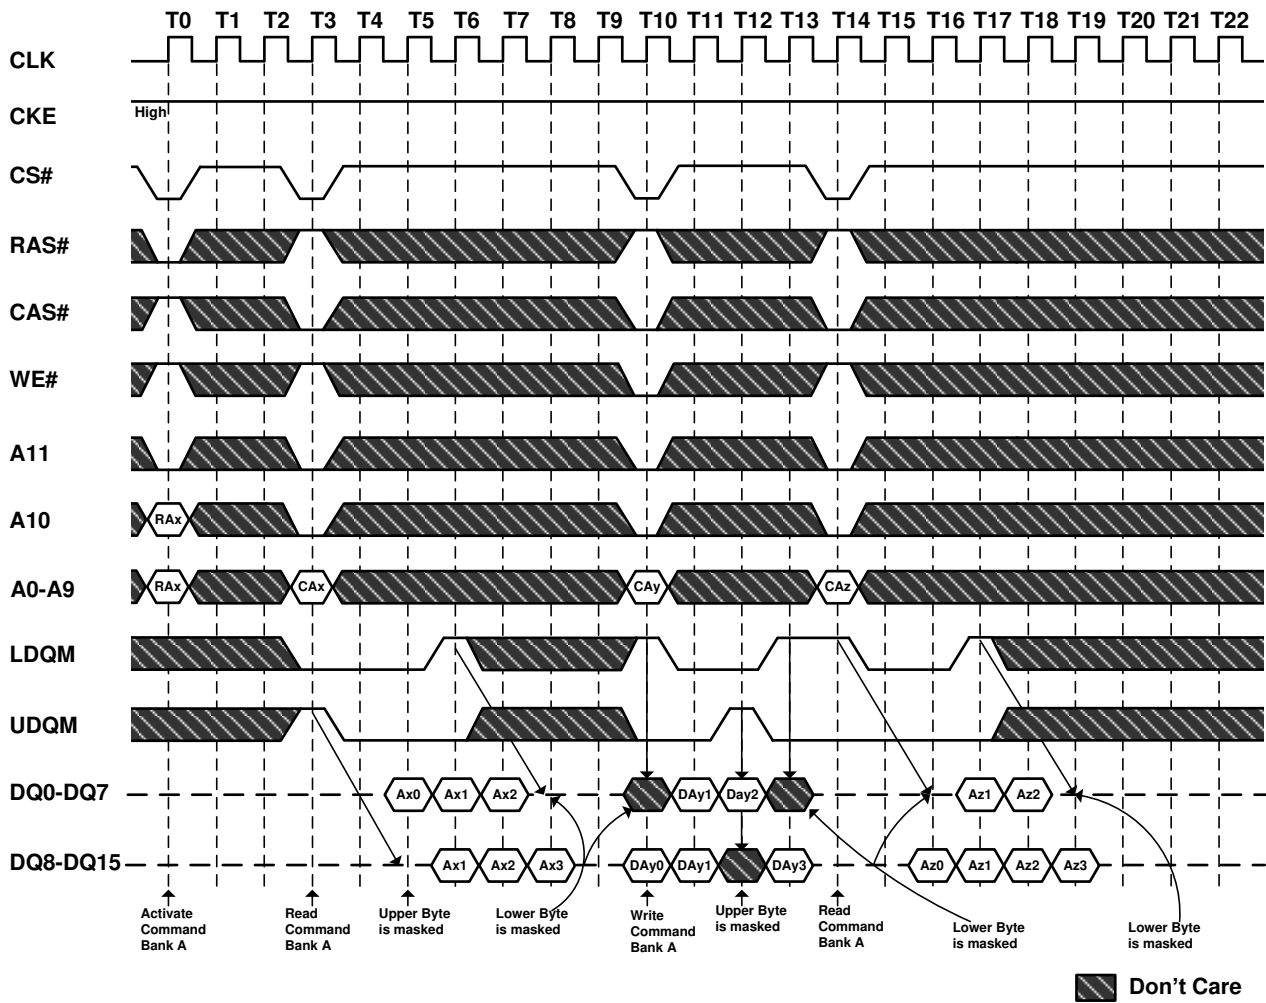 T0 T1 T2 T3 T4 T5 T6 T7 T8 T9 T10 T11 T12 T13 T14 T15 T16 T17 T18 T19 T20 T21 T22
CLK
CKE
High
CS#
RAS#
CAS#
WE#
A11
A10
RAx
A0-A9
RAx CAx CAy CAz
LDQM
UDQM
DQ0-DQ7
Ax0 Ax1 Ax2 DAy1 Day2 Az1 Az2
DQ8-DQ15
Ax1 Ax2 Ax3 DAy0 DAy1 DAy3 Az0 Az1 Az2 Az3
Activate
Command
Bank A
Read
Command
Bank A
Upper Byte
is masked
Lower Byte
is masked
Write
Command
Bank A
Upper Byte
is masked
Read
Command
Bank A
Lower Byte
is masked
Lower Byte
is masked
Don't Care